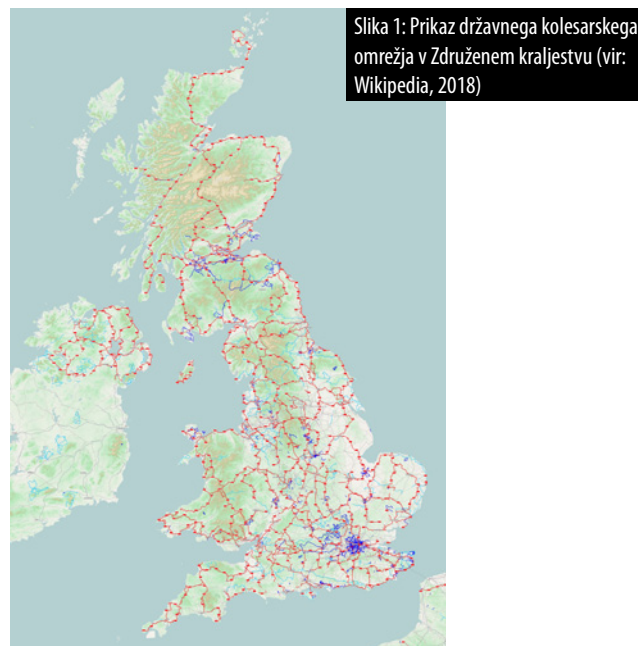 Slika 1: Prikaz državnega kolesarskega
omrežja v Združenem kraljestvu (vir:
Wikipedia, 2018)